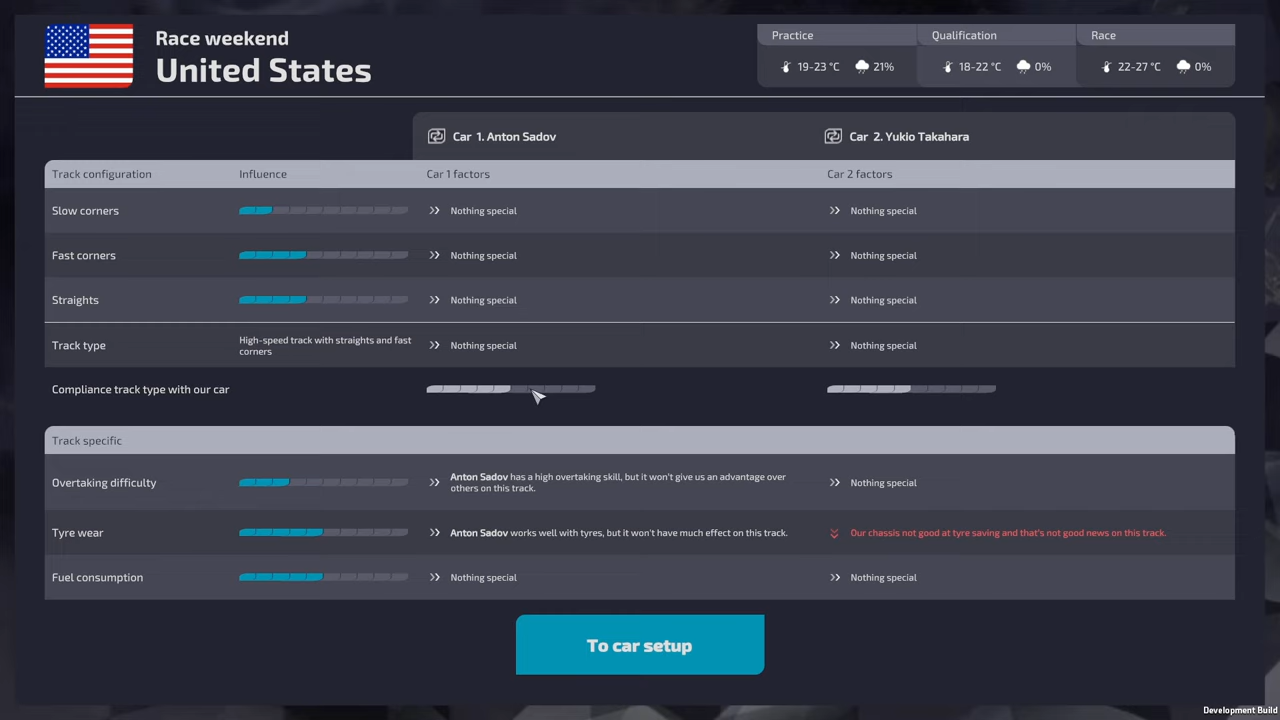 Race weekend
United States
Practice
Qualification
Race
19-23 °C
21%
18-22 °C
0%
22-27 °C
0%
Car 1. Anton Sadov
Car 2. Yukio Takahara
Track configuration
Influence
Car 1 factors
Car 2 factors
Slow corners
Nothing special
Nothing special
Fast corners
Nothing special
Nothing special
Straights
Nothing special
Nothing special
Track type
High-speed track with straights and fast
corners
Nothing special
Nothing special
Compliance track type with our car
Track specific
Overtaking difficulty
Anton Sadov has a high overtaking skill, but it won't give us an advantage over
others on this track.
Nothing special
Tyre wear
Anton Sadov works well with tyres, but it won't have much effect on this track.
Our chassis not good at tyre saving and that's not good news on this track.
Fuel consumption
Nothing special
Nothing special
To car setup
Development Build